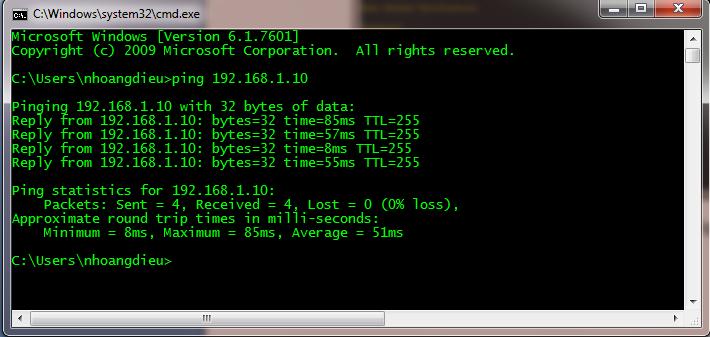 C:\Windows\system32\cmd.exe
Microsoft Windows [Version 6.1.7601]
Copyright (c) 2009 Microsoft Corporation.  All rights reserved.
C:\Users\nhoangdieu>ping 192.168.1.10
Pinging 192.168.1.10 with 32 bytes of data:
Reply from 192.168.1.10: bytes=32 time=85ms TTL=255
Reply from 192.168.1.10: bytes=32 time=57ms TTL=255
Reply from 192.168.1.10: bytes=32 time=8ms TTL=255
Reply from 192.168.1.10: bytes=32 time=55ms TTL=255
Ping statistics for 192.168.1.10:
    Packets: Sent = 4, Received = 4, Lost = 0 (0% loss),
Approximate round trip times in milli-seconds:
    Minimum = 8ms, Maximum = 85ms, Average = 51ms
C:\Users\nhoangdieu>